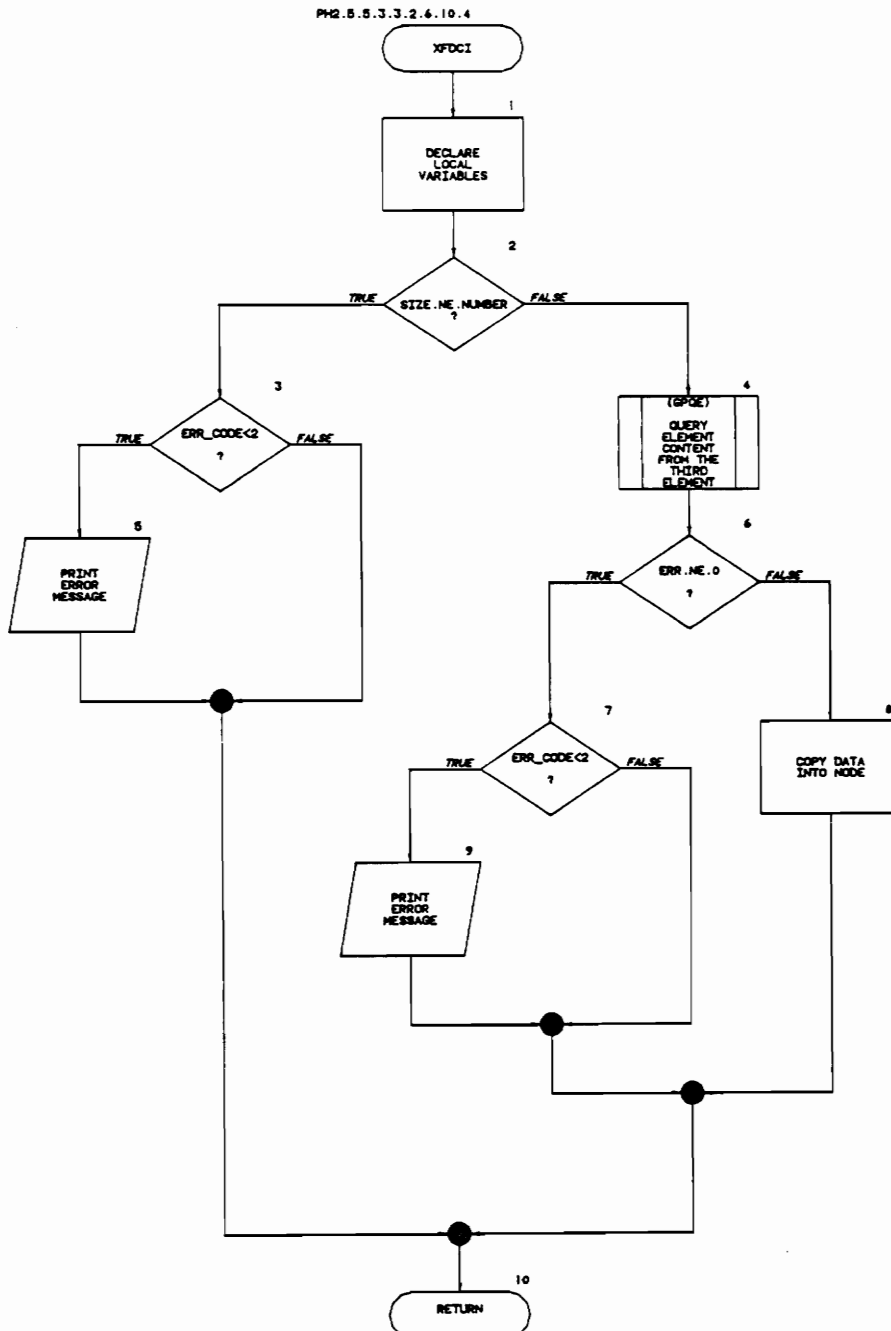 PH2.5.5.3.3.2.6.10.4
XFDCI
1
DECLARE
LOCAL
VARIABLES
2
TRUE
SIZE.NE.NUMBER
?
FALSE
3
TRUE
ERR_CODE<2
?
FALSE
4
(GPQE)
QUERY
ELEMENT
CONTENT
FROM THE
THIRD
ELEMENT
5
PRINT
ERROR
MESSAGE
6
TRUE
ERR.NE.0
?
FALSE
7
TRUE
ERR_CODE<2
?
FALSE
8
COPY DATA
INTO NODE
9
PRINT
ERROR
MESSAGE
10
RETURN